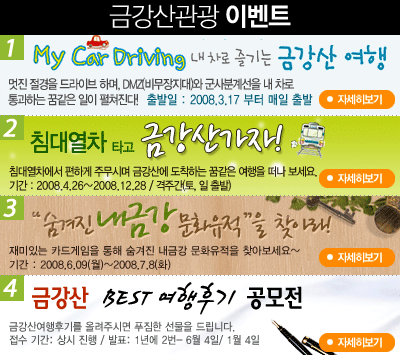 금강산관광 이벤트
1 My Car Driving 내 차로 즐기는 금강산 여행
멋진 절경을 드라이브 하며, DMZ(비무장지대)와 군사분계선을 내 차로
통과하는 꿈같은 일이 펼쳐진다! 출발일 : 2008.3.17 부터 매일 출발
자세히보기
2 침대열차 타고 금강산가자!
침대열차에서 편하게 주무시며 금강산에 도착하는 꿈같은 여행을 떠나 보세요.
기간 : 2008.4.26~2008.12.28 / 격주간(토, 일 출발)
자세히보기
3 "숨겨진 내금강 문화유적"을 찾아라!
재미있는 카드게임을 통해 숨겨진 내금강 문화유적을 찾아보세요~
기간 : 2008.6.09(월)~2008.7.8(화)
자세히보기
4 금강산 BEST 여행후기 공모전
금강산여행후기를 올려주시면 푸짐한 선물을 드립니다.
접수 기간: 상시 진행 / 발표: 1년에 2번- 6월 4일/ 1월 4일
자세히보기